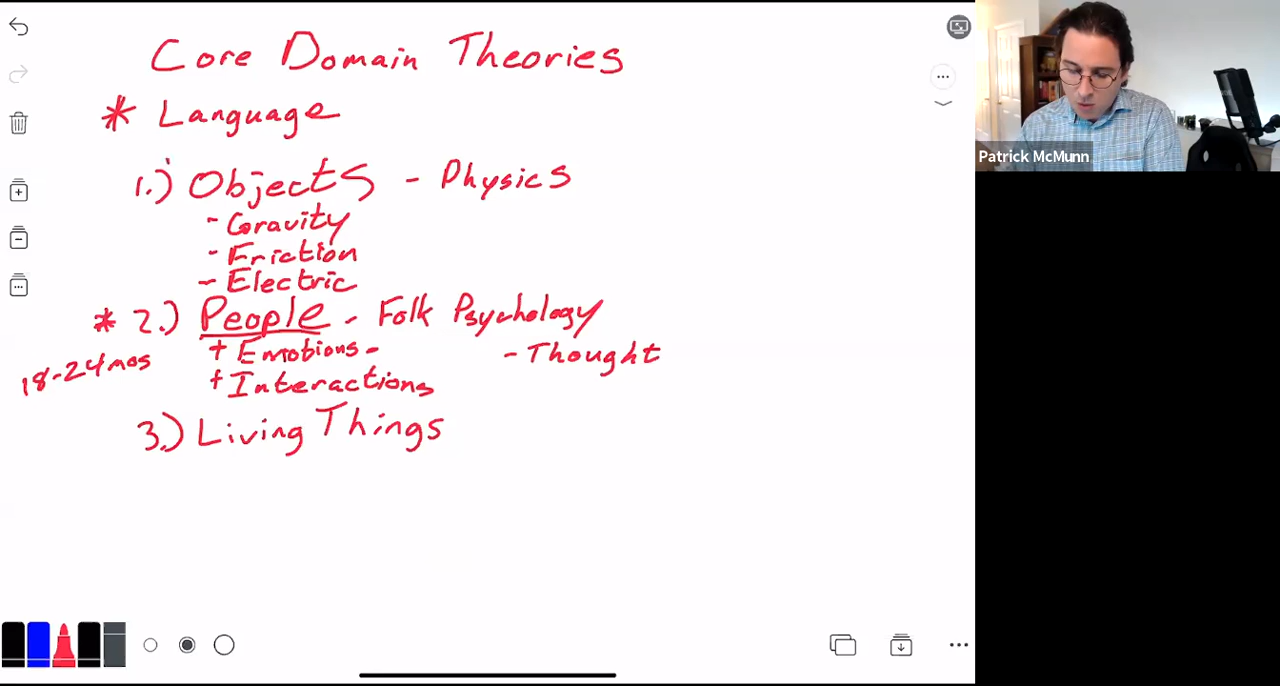 Core Domain Theories
* Language
1.) Objects - Physics
- Gravity
- Friction
- Electric
* 2.) People - Folk Psychology
+ Emotions - - Thought
18-24mos
+ Interactions
3.) Living Things
Patrick McMunn